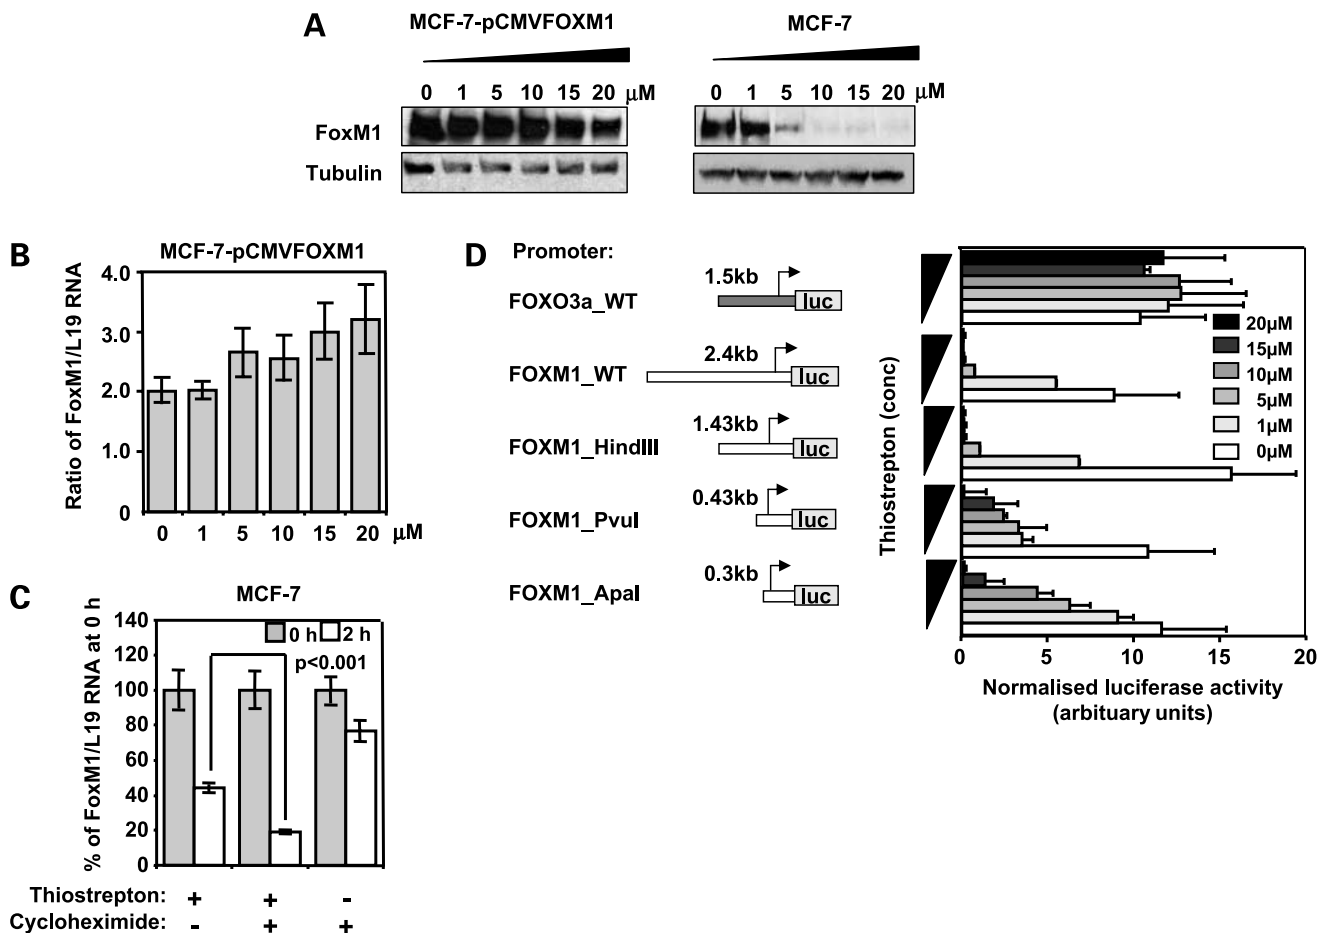 A
MCF-7-pCMVFOXM1
MCF-7
0 1 5 10 15 20 μM
0 1 5 10 15 20 μM
FoxM1
Tubulin
B
MCF-7-pCMVFOXM1
Ratio of FoxM1/L19 RNA
4.0
3.0
2.0
1.0
0
0 1 5 10 15 20 μM
C
MCF-7
% of FoxM1/L19 RNA at 0 h
140
120
100
80
60
40
20
0
0 h 2 h
p<0.001
Thiostrepton: + + -
Cycloheximide: - + +
D
Promoter:
FOXO3a_WT
1.5kb
luc
FOXM1_WT
2.4kb
luc
FOXM1_HindIII
1.43kb
luc
FOXM1_PvuI
0.43kb
luc
FOXM1_ApaI
0.3kb
luc
Thiostrepton (conc)
20μM
15μM
10μM
5μM
1μM
0μM
0 5 10 15 20
Normalised luciferase activity
(arbituary units)